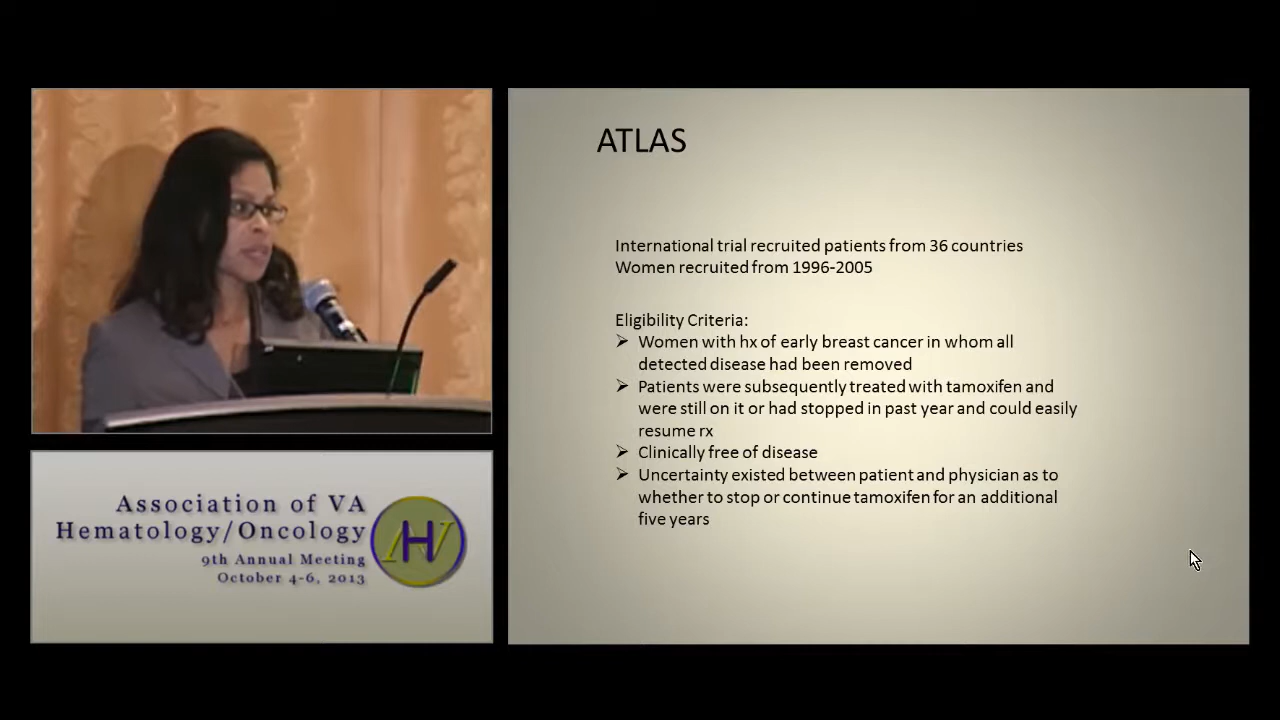 ATLAS
International trial recruited patients from 36 countries
Women recruited from 1996-2005
Eligibility Criteria:
➢ Women with hx of early breast cancer in whom all
detected disease had been removed
➢ Patients were subsequently treated with tamoxifen and
were still on it or had stopped in past year and could easily
resume rx
➢ Clinically free of disease
➢ Uncertainty existed between patient and physician as to
whether to stop or continue tamoxifen for an additional
five years
Association of VA
Hematology/Oncology
9th Annual Meeting
October 4-6, 2013
AVH